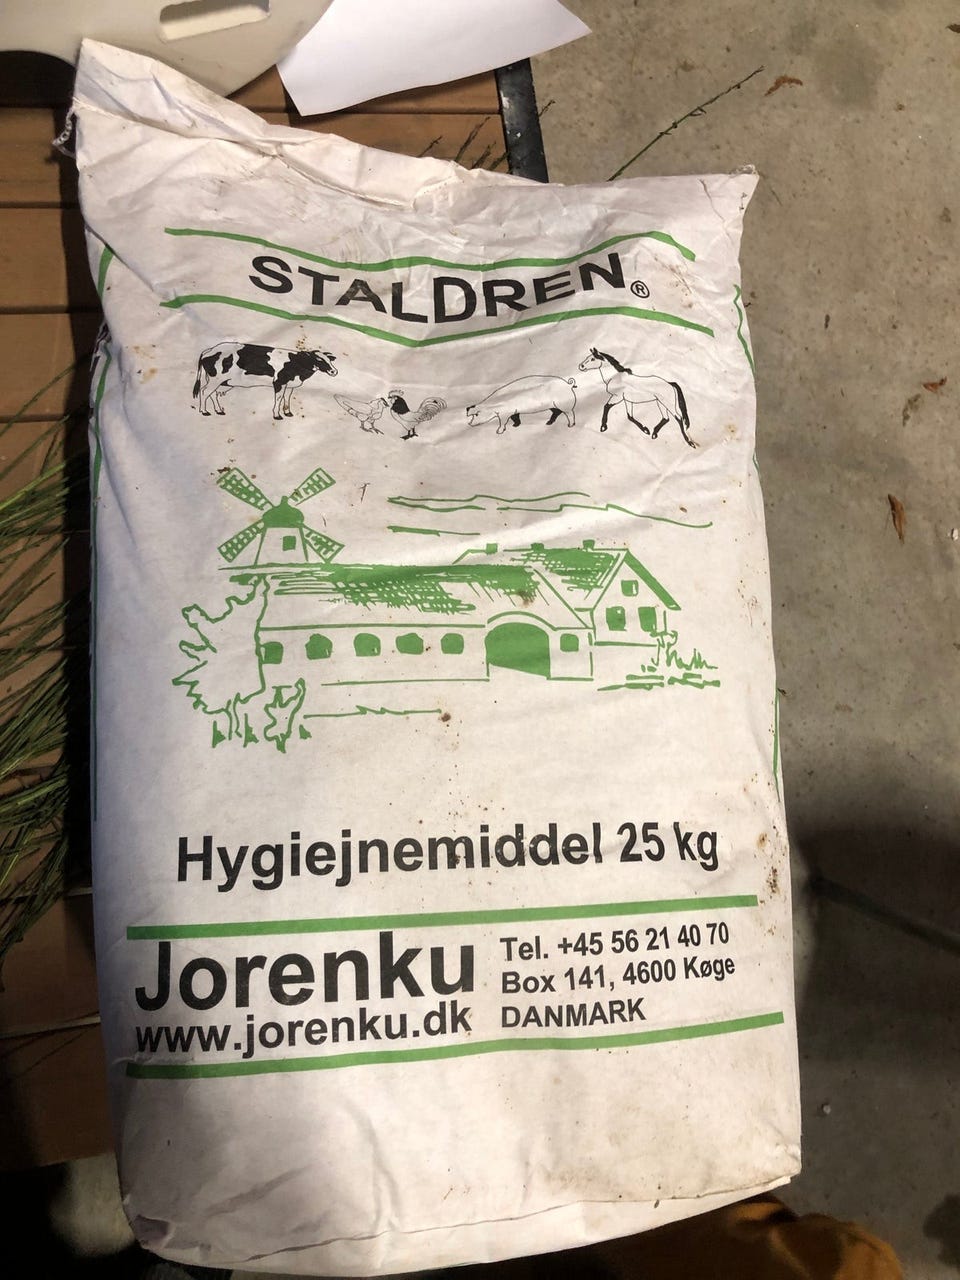 STALDREN®
Hygiejnemiddel 25 kg
Jorenku
www.jorenku.dk
Tel. +45 56 21 40 70
Box 141, 4600 Køge
DANMARK